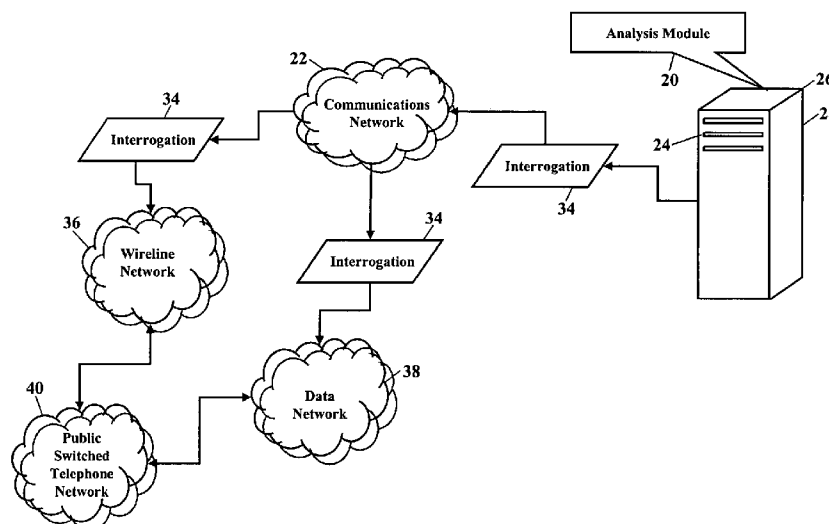 Analysis Module
20
26
22
Communications
Network
24
34
Interrogation
Interrogation
34
36
Wireline
Network
34
Interrogation
38
Data
Network
40
Public
Switched
Telephone
Network